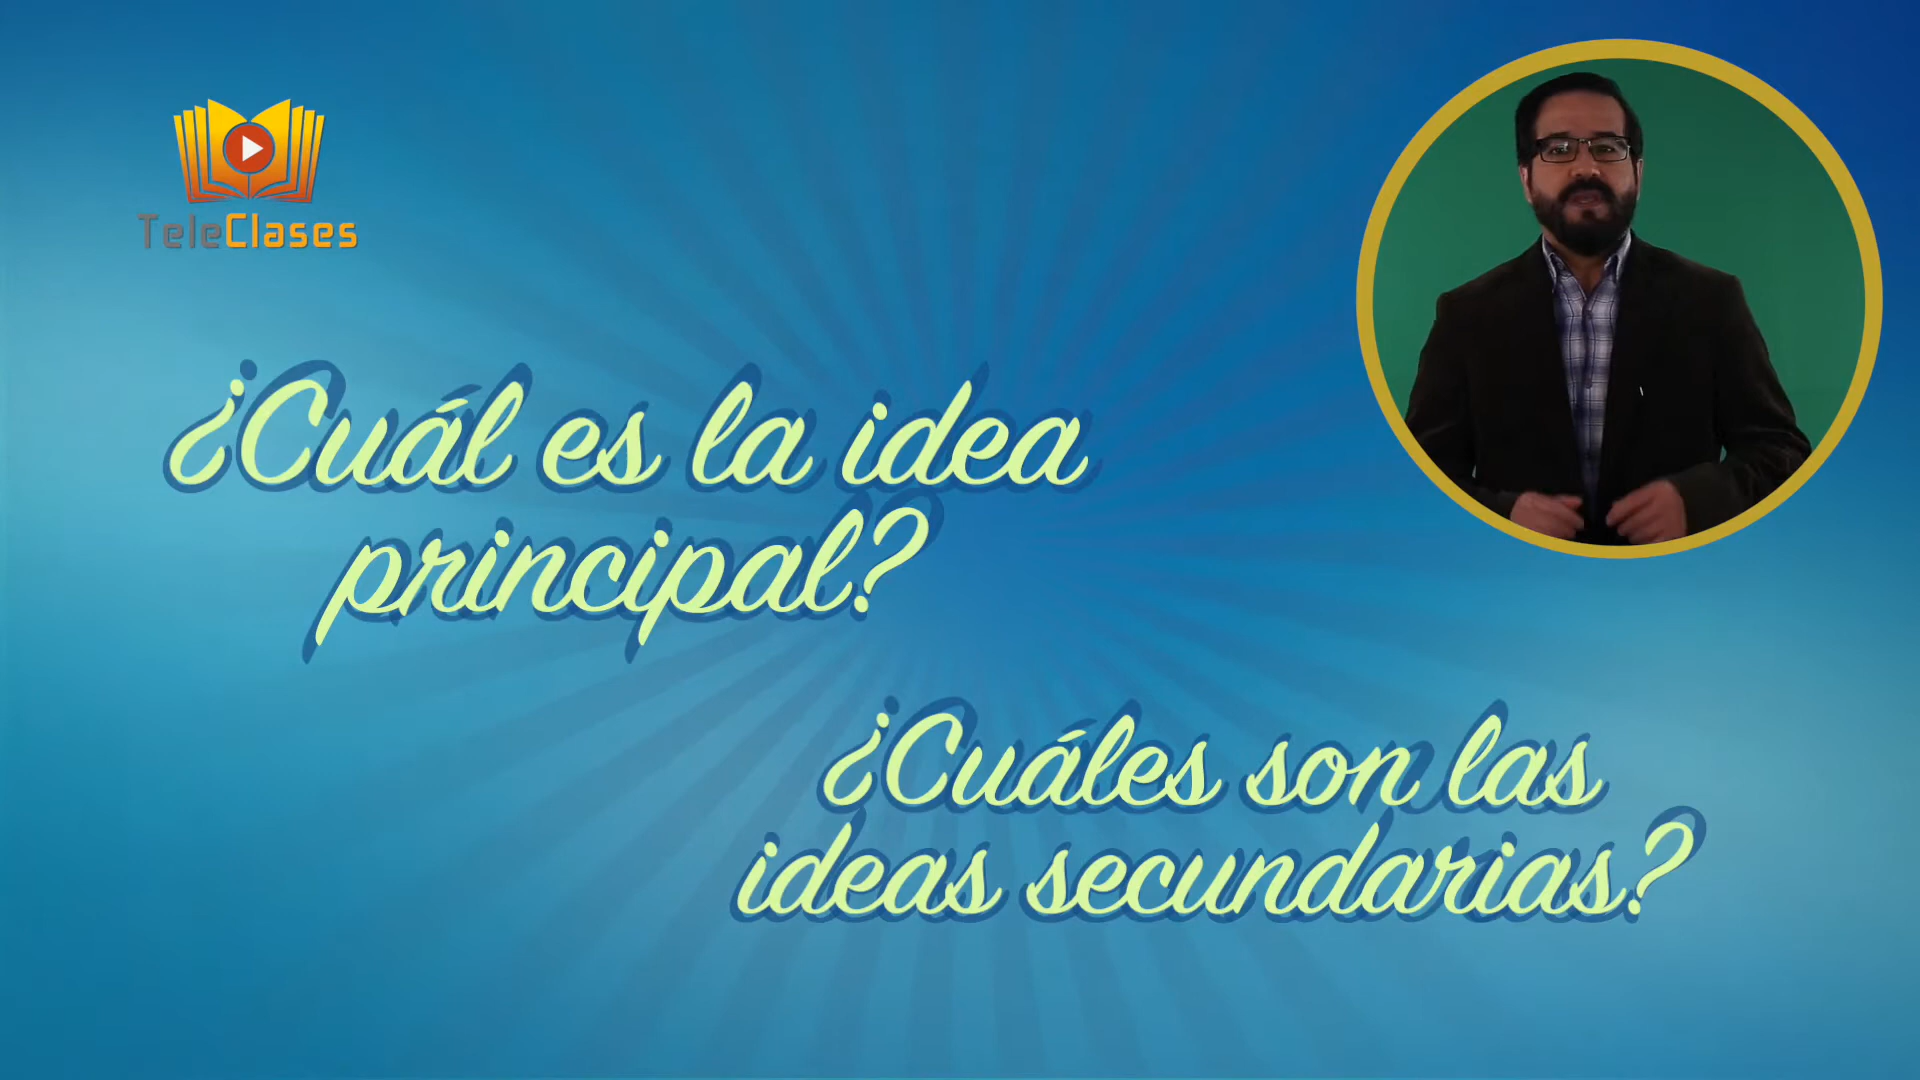 TeleClases
¿Cuál es la idea
principal?
¿Cuáles son las
ideas secundarias?